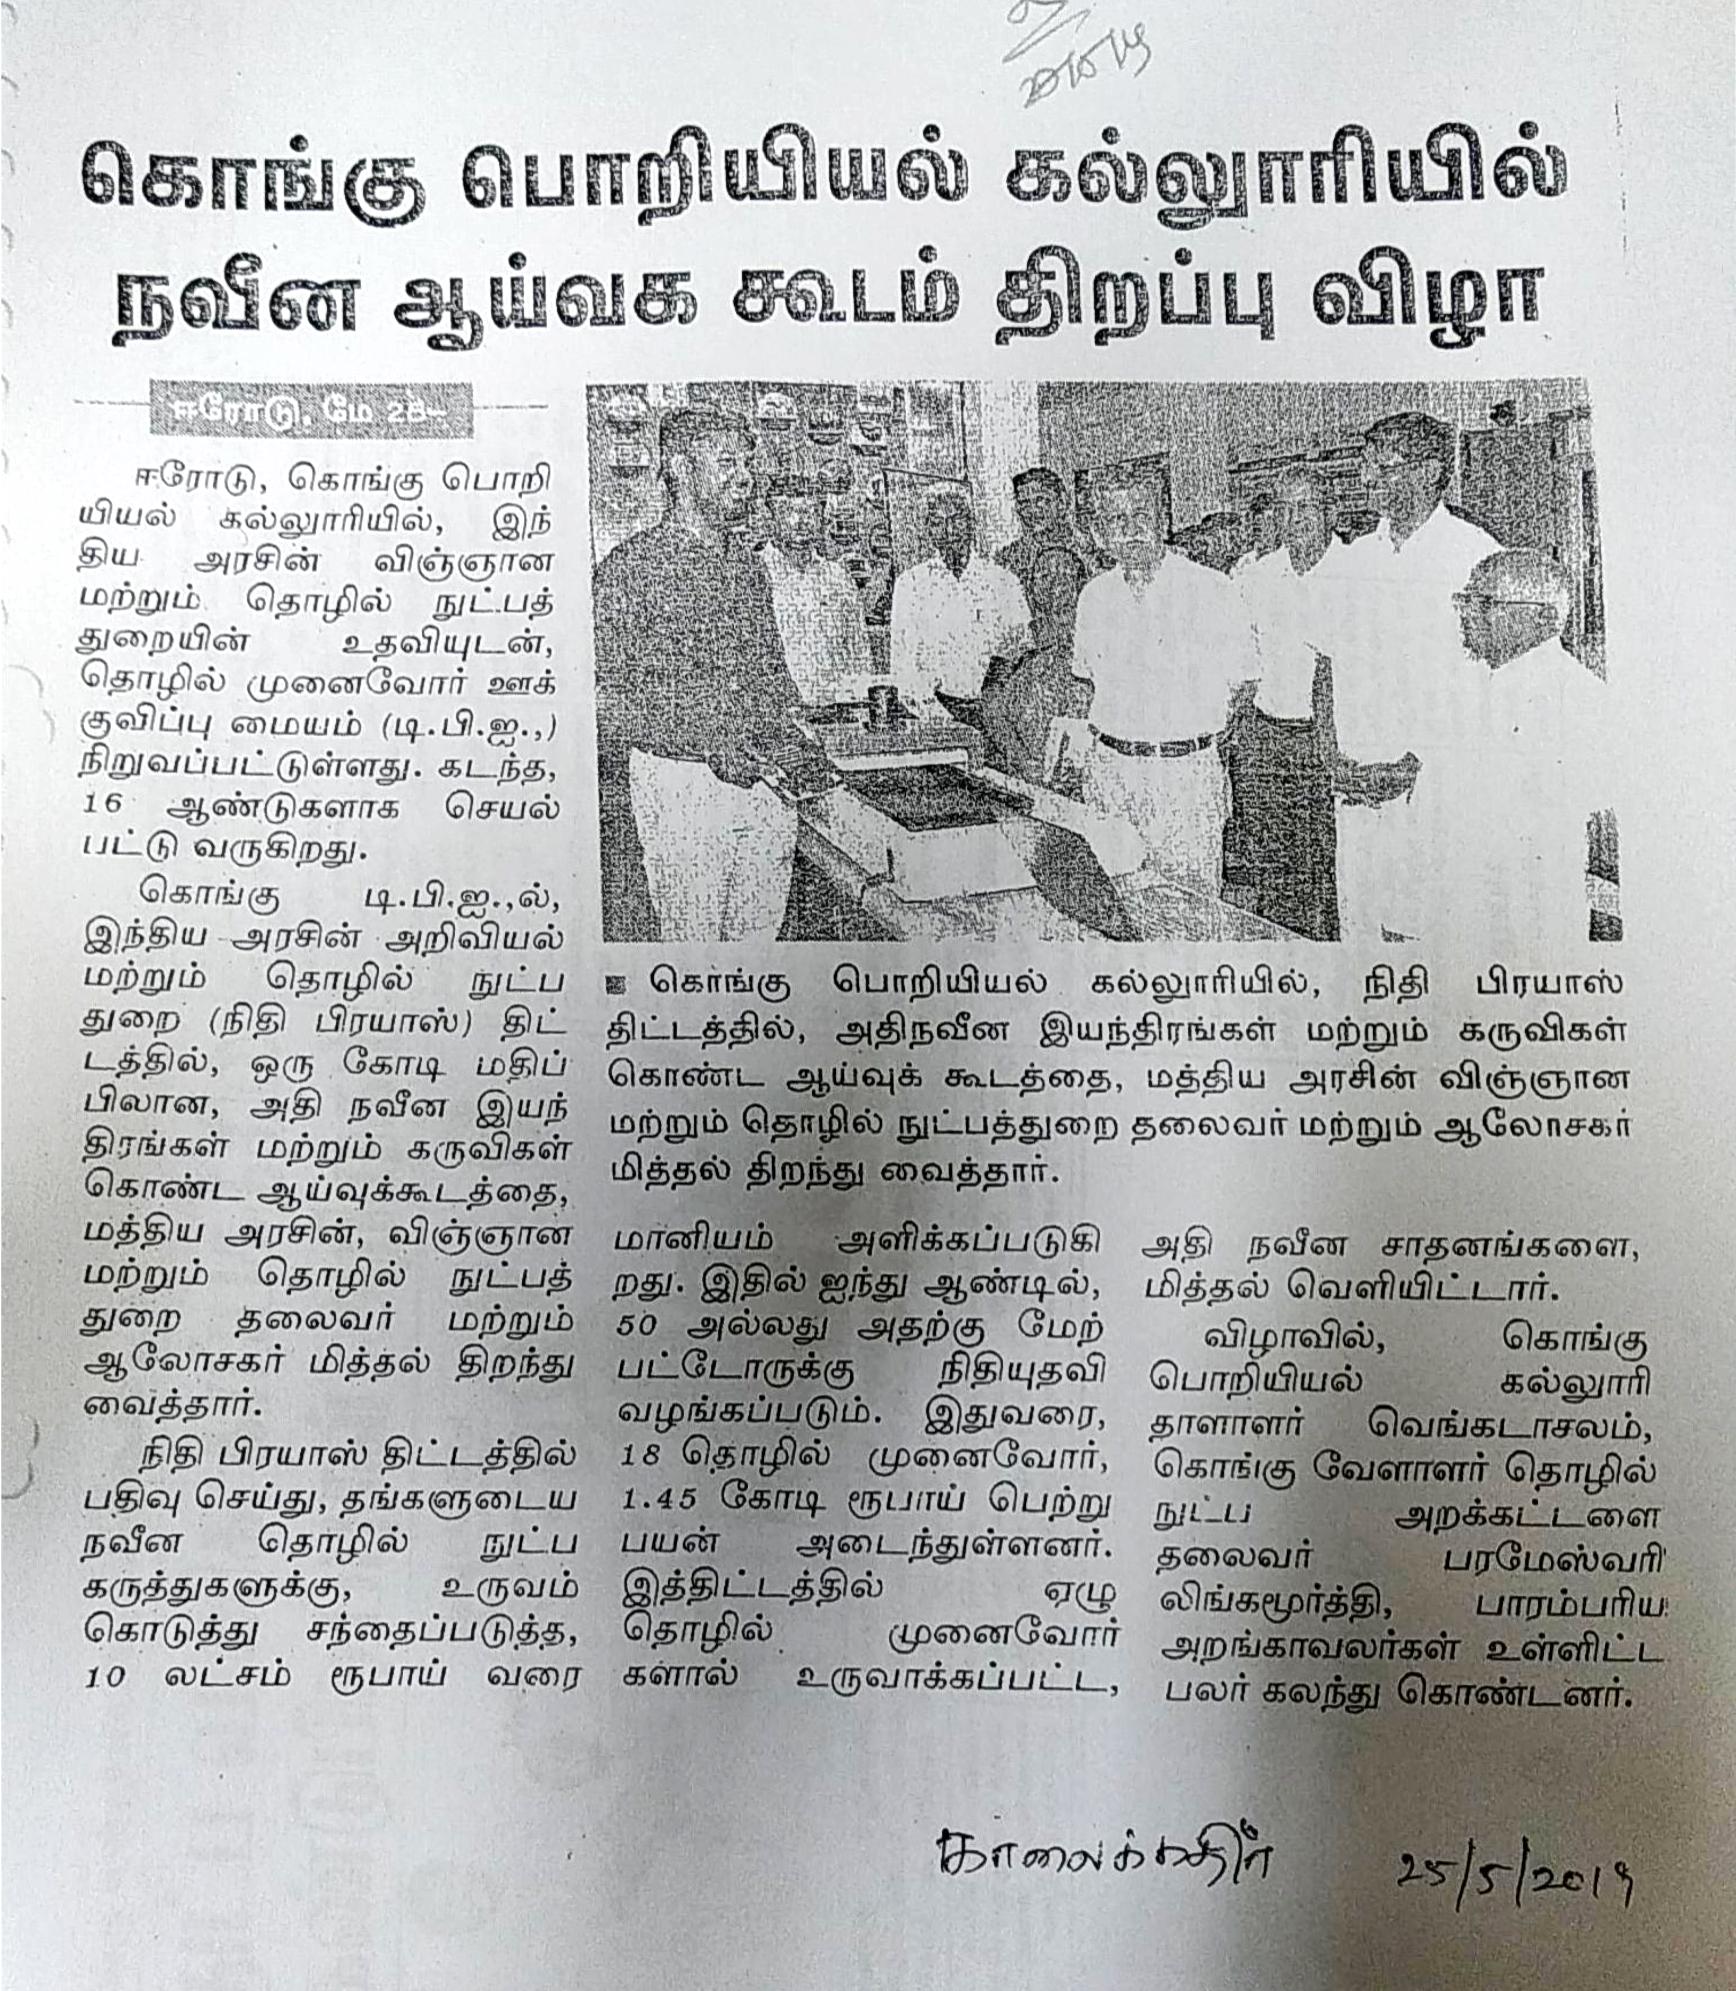 கொங்கு பொறியியல் கல்லூரியில்
நவீன ஆய்வக கூடம் திறப்பு விழா
ஈரோடு, மே 28–
ஈரோடு, கொங்கு பொறி
யியல் கல்லூரியில், இந்
திய அரசின் விஞ்ஞான
மற்றும் தொழில் நுட்பத்
துறையின் உதவியுடன்,
தொழில் முனைவோர் ஊக்
குவிப்பு மையம் (டி.பி.ஐ.,)
நிறுவப்பட்டுள்ளது. கடந்த,
16 ஆண்டுகளாக செயல்
பட்டு வருகிறது.
கொங்கு டி.பி.ஐ.,ல்,
இந்திய அரசின் அறிவியல்
மற்றும் தொழில் நுட்ப
துறை (நிதி பிரயாஸ்) திட்
டத்தில், ஒரு கோடி மதிப்
பிலான, அதி நவீன இயந்
திரங்கள் மற்றும் கருவிகள்
கொண்ட ஆய்வுக்கூடத்தை,
மத்திய அரசின், விஞ்ஞான
மற்றும் தொழில் நுட்பத்
துறை தலைவர் மற்றும்
ஆலோசகர் மித்தல் திறந்து
வைத்தார்.
நிதி பிரயாஸ் திட்டத்தில்
பதிவு செய்து, தங்களுடைய
நவீன தொழில் நுட்ப
கருத்துகளுக்கு, உருவம்
கொடுத்து சந்தைப்படுத்த,
10 லட்சம் ரூபாய் வரை
கொங்கு பொறியியல் கல்லூரியில், நிதி பிரயாஸ்
திட்டத்தில், அதிநவீன இயந்திரங்கள் மற்றும் கருவிகள்
கொண்ட ஆய்வுக் கூடத்தை, மத்திய அரசின் விஞ்ஞான
மற்றும் தொழில் நுட்பத்துறை தலைவர் மற்றும் ஆலோசகர்
மித்தல் திறந்து வைத்தார்.
மானியம் அளிக்கப்படுகி
றது. இதில் ஐந்து ஆண்டில்,
50 அல்லது அதற்கு மேற்
பட்டோருக்கு நிதியுதவி
வழங்கப்படும். இதுவரை,
18 தொழில் முனைவோர்,
1.45 கோடி ரூபாய் பெற்று
பயன் அடைந்துள்ளனர்.
இத்திட்டத்தில் ஏழு
தொழில் முனைவோர்
களால் உருவாக்கப்பட்ட,
அதி நவீன சாதனங்களை,
மித்தல் வெளியிட்டார்.
விழாவில், கொங்கு
பொறியியல் கல்லூரி
தாளாளர் வெங்கடாசலம்,
கொங்கு வேளாளர் தொழில்
நுட்ப அறக்கட்டளை
தலைவர் பரமேஸ்வரி
லிங்கமூர்த்தி, பாரம்பரிய
அறங்காவலர்கள் உள்ளிட்ட
பலர் கலந்து கொண்டனர்.
காலைக்கதிர் 25/5/2019